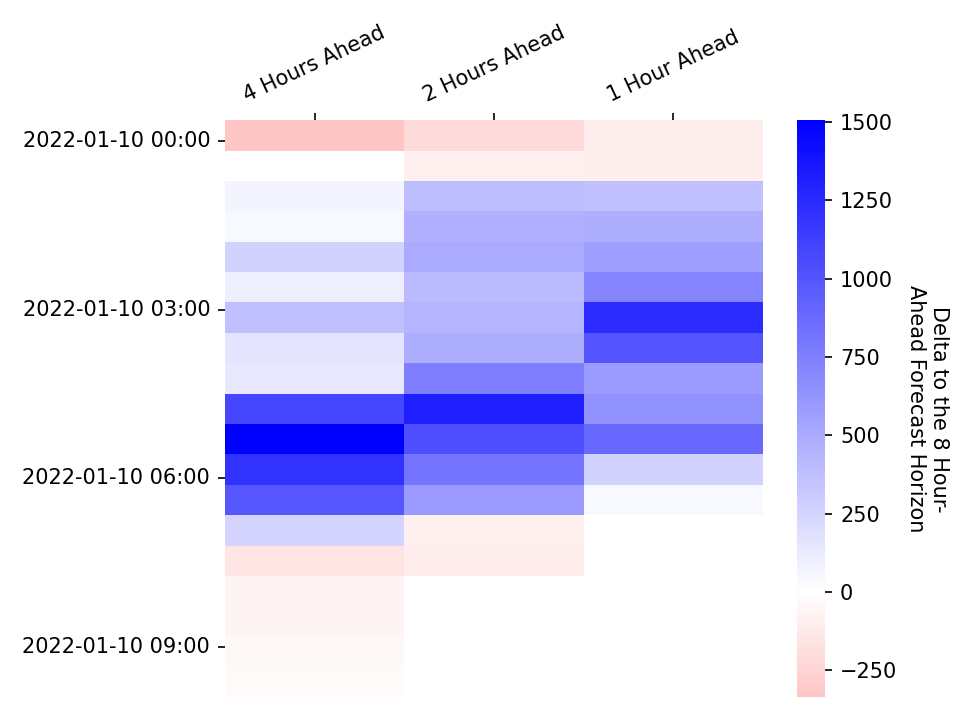 4 Hours Ahead
2 Hours Ahead
1 Hour Ahead
2022-01-10 00:00
2022-01-10 03:00
2022-01-10 06:00
2022-01-10 09:00
1500
1250
1000
750
500
250
0
−250
Delta to the 8 Hour-
Ahead Forecast Horizon